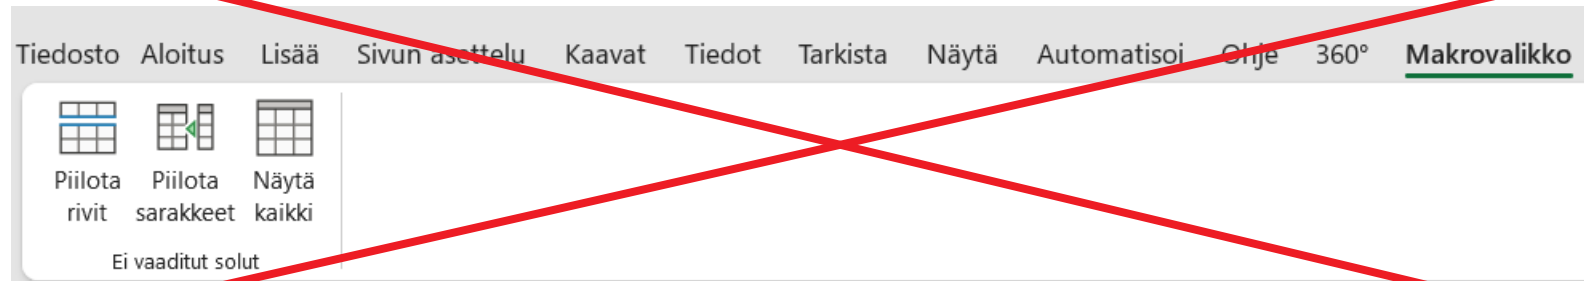 Tiedosto Aloitus Lisää Sivun asettelu Kaavat Tiedot Tarkista Näytä Automatisoi Ohje 360° Makrovalikko
Piilota rivit
Piilota sarakkeet
Näytä kaikki
Ei vaaditut solut